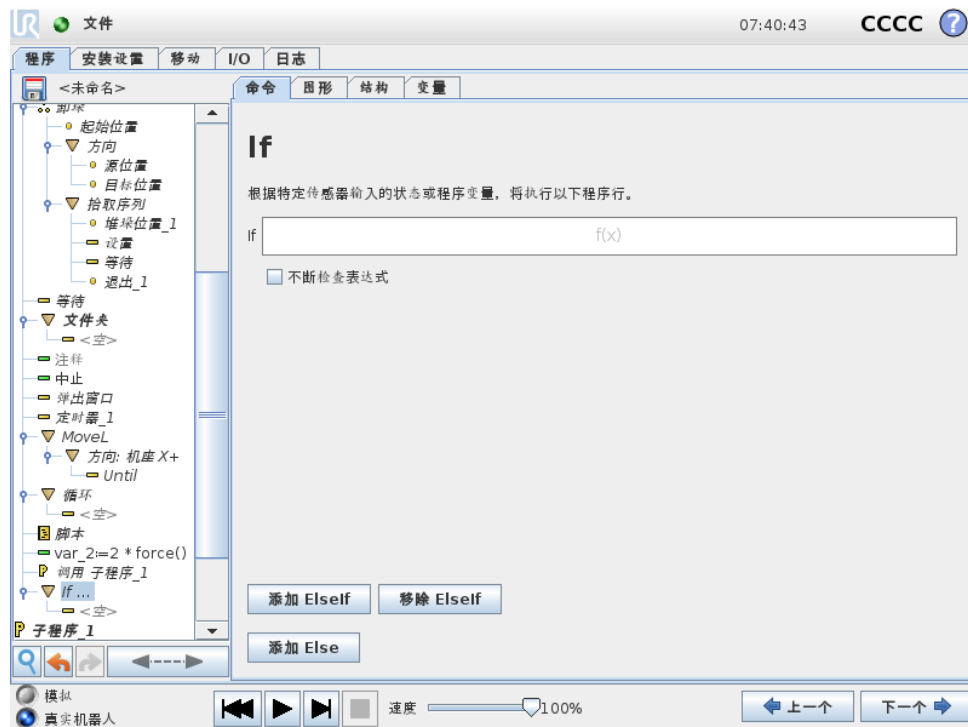 UR 文件 07:40:43 CCCC ?
程序 安装设置 移动 I/O 日志
<未命名> 命令 图形 结构 变量
卸垛
起始位置
方向
源位置
目标位置
拾取序列
堆垛位置_1
设置
等待
退出_1
等待
文件夹
<空>
注释
中止
弹出窗口
定时器_1
MoveL
方向: 机座 X+
Until
循环
<空>
脚本
var_2:=2 * force()
P 调用 子程序_1
If ...
<空>
P 子程序_1
If
根据特定传感器输入的状态或程序变量，将执行以下程序行。
If f(x)
不断检查表达式
添加 ElseIf 移除 ElseIf
添加 Else
模拟
真实机器人
速度 100% 上一个 下一个